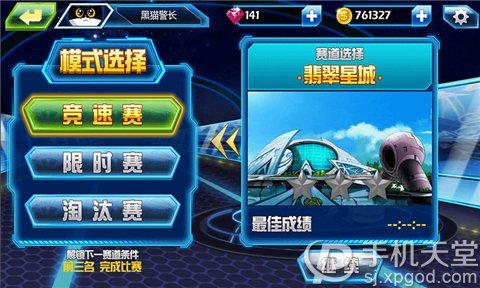 黑猫警长
141
761327
模式选择
竞速赛
限时赛
淘汰赛
解锁下一赛道条件
前三名 完成比赛
赛道选择
·翡翠星城·
最佳成绩
--:--:--
手机天堂
sj.xpgod.com